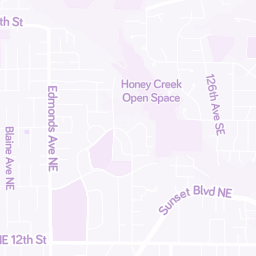 th St
Honey Creek
Open Space
126th Ave SE
Edmonds Ave NE
Blaine Ave NE
Sunset Blvd NE
NE 12th St